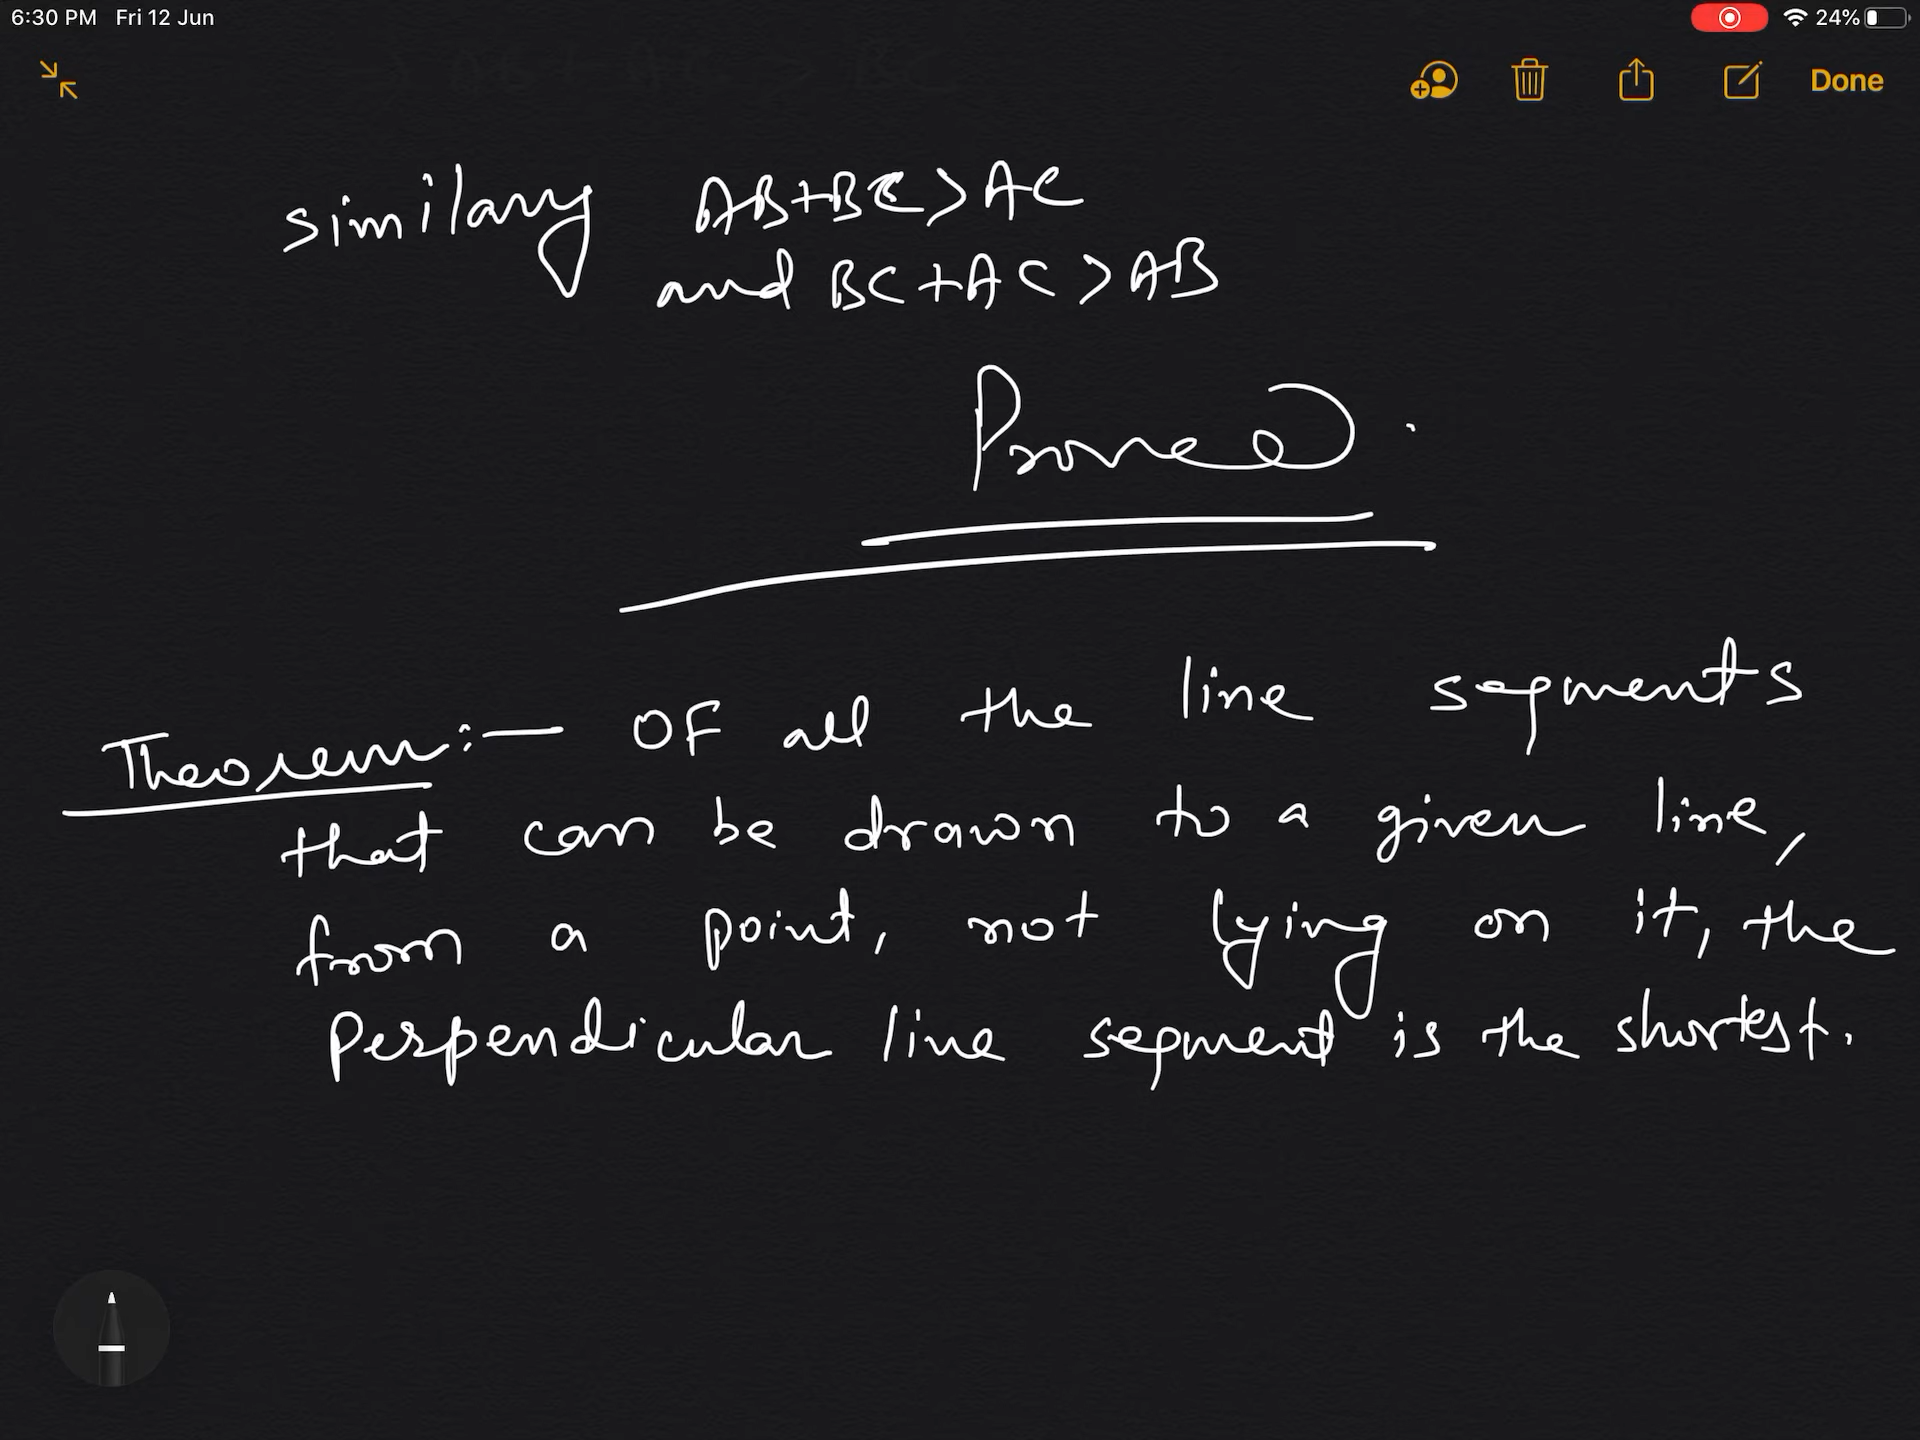 6:30 PM Fri 12 Jun 24%
Done
similary AB+BC>AC
and BC+AC>AB
Proved.
Theorem:— OF all the line segments
that can be drawn to a given line,
from a point, not lying on it, the
perpendicular line segment is the shortest.